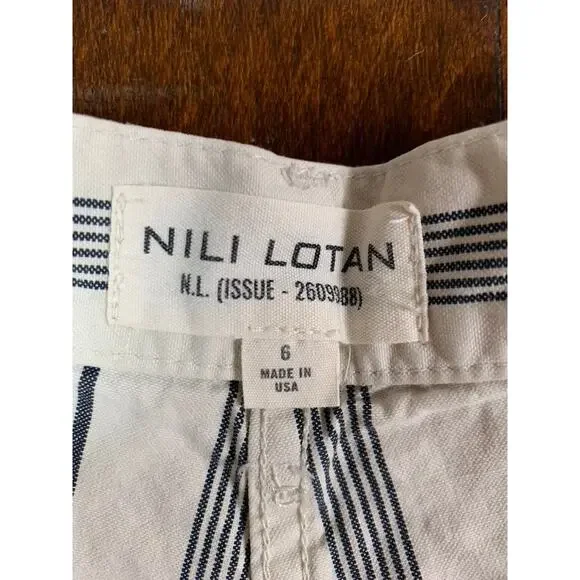 NILI LOTAN
N.L. (ISSUE - 2609988)
6
MADE IN
USA